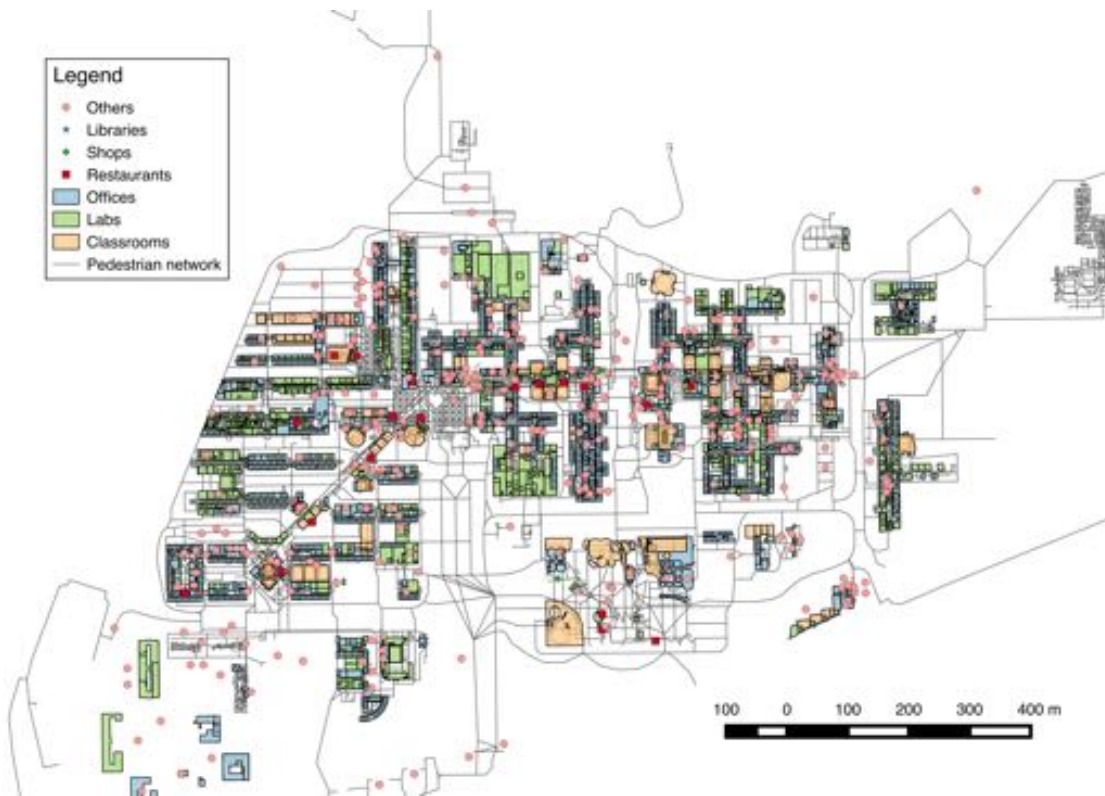 Legend
Others
Libraries
Shops
Restaurants
Offices
Labs
Classrooms
Pedestrian network
100 0 100 200 300 400 m